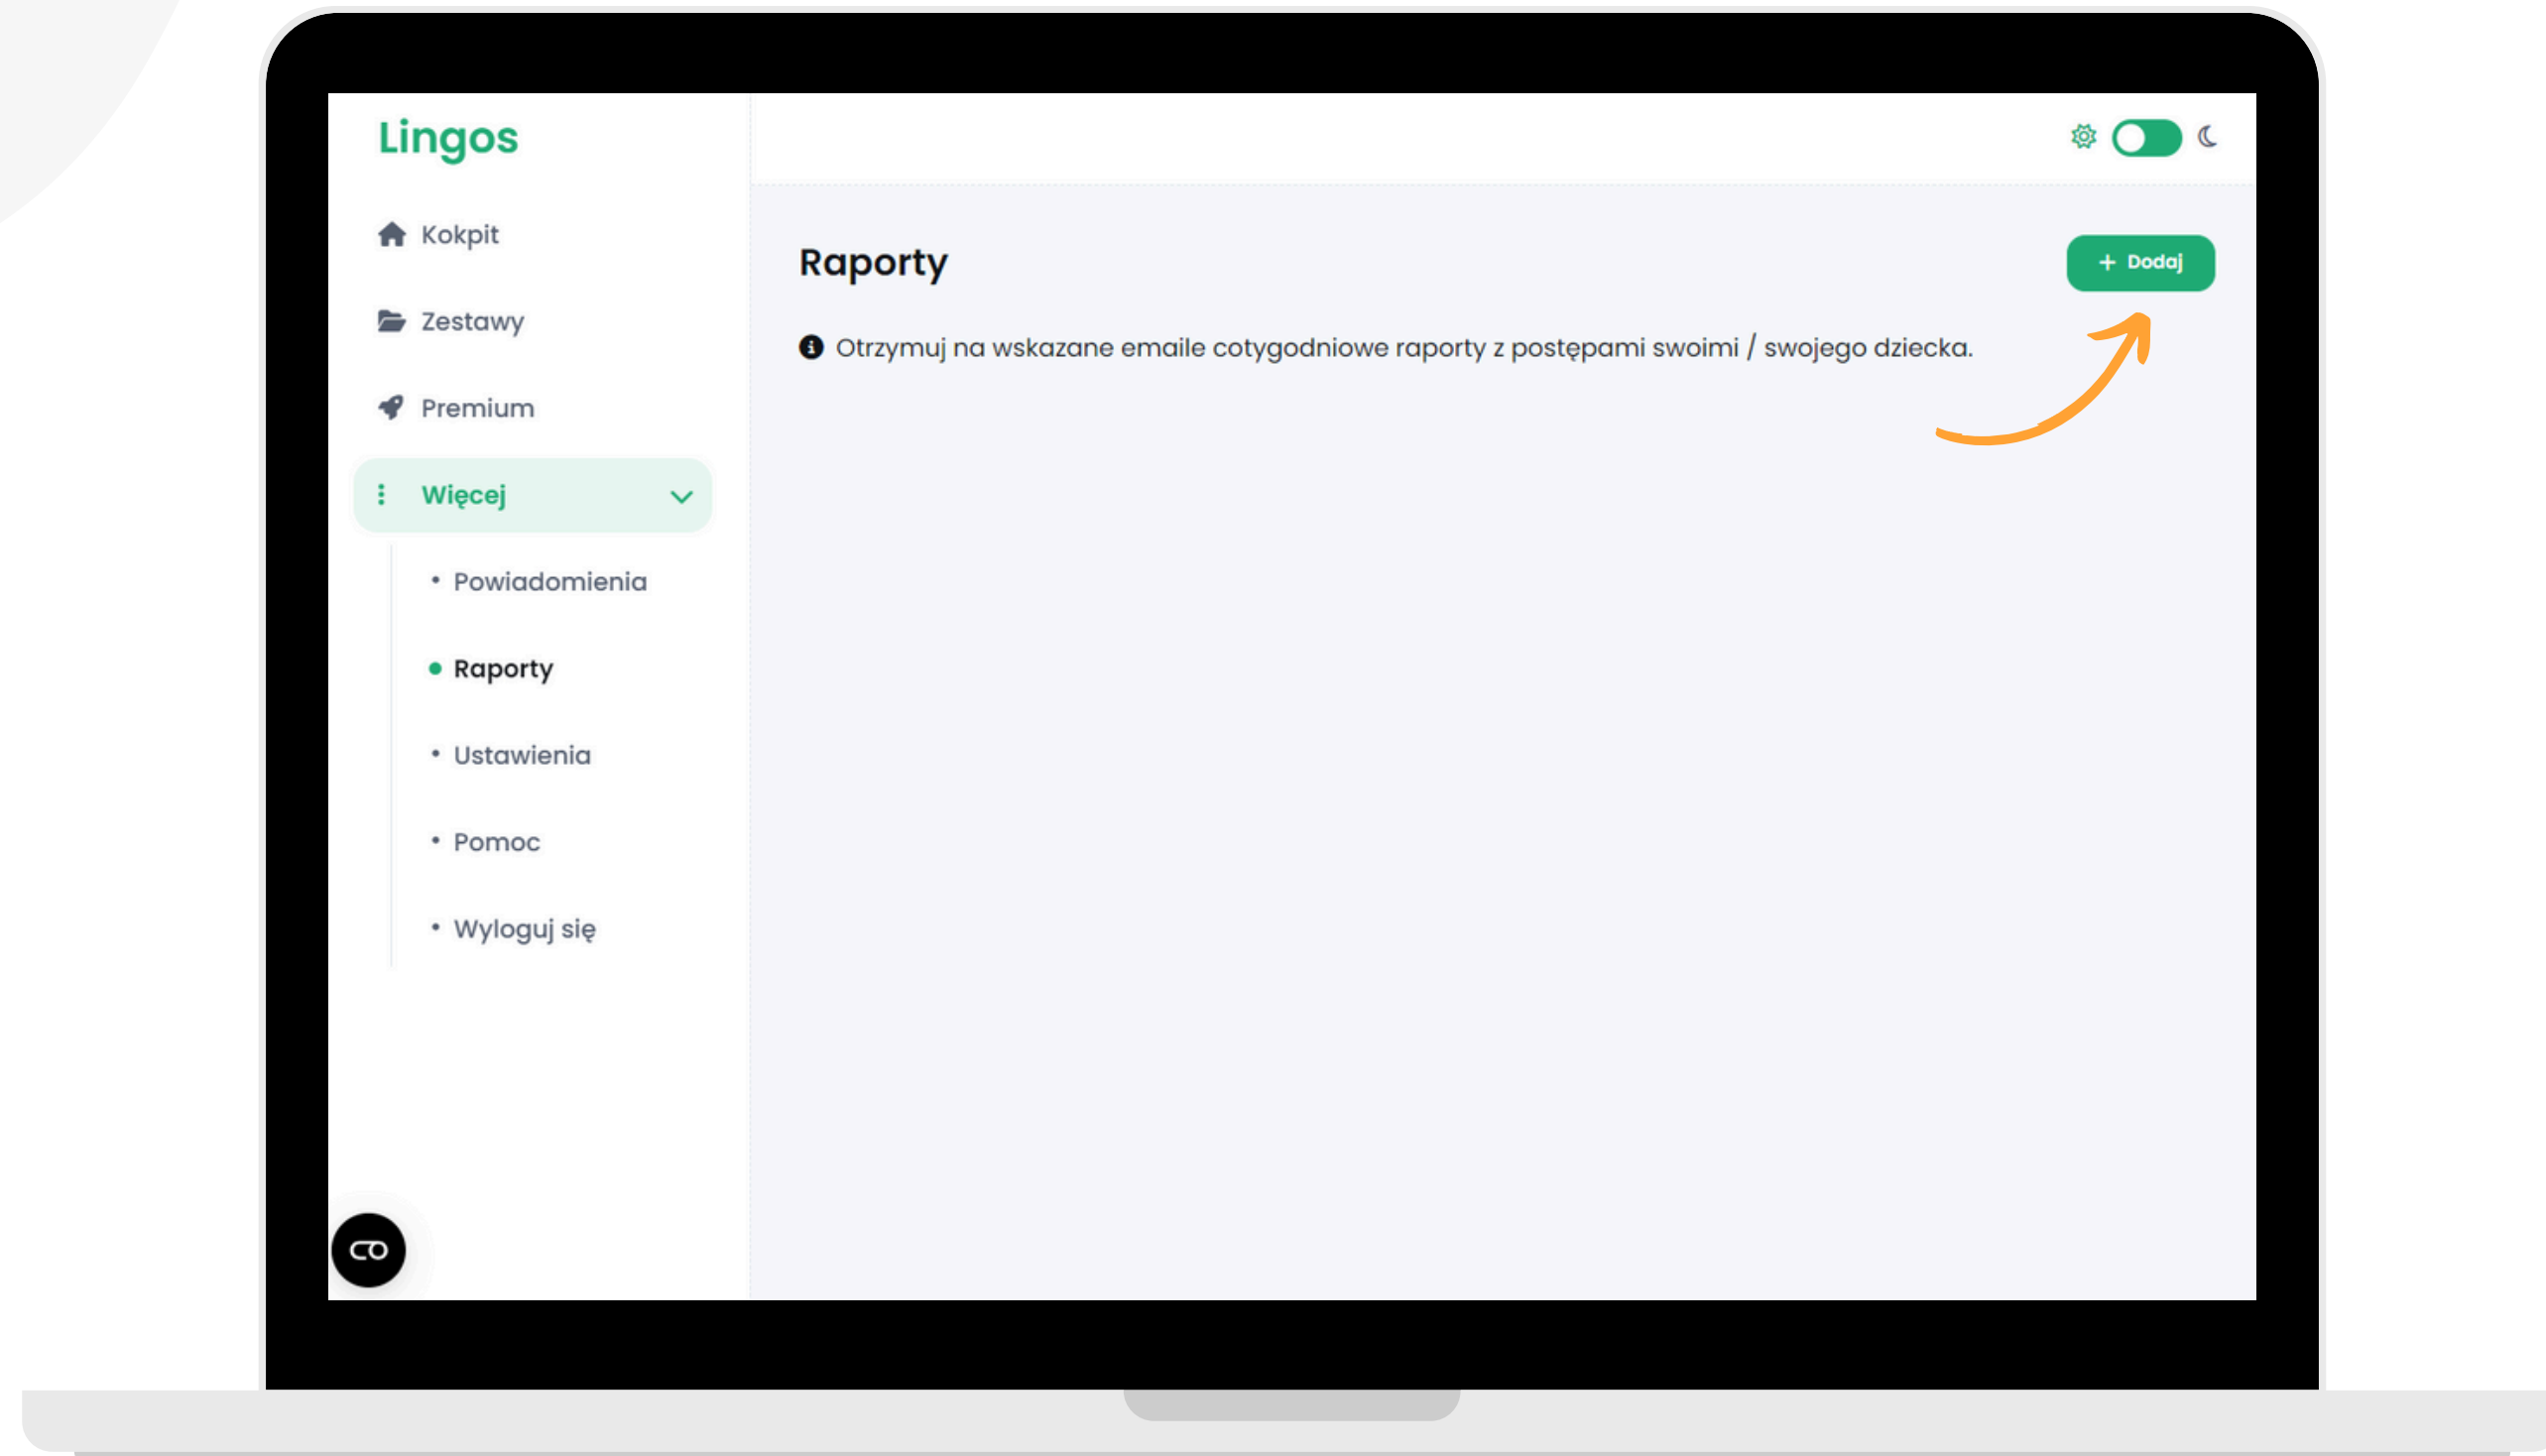 Lingos
Kokpit
Zestawy
Premium
Więcej
Powiadomienia
Raporty
Ustawienia
Pomoc
Wyloguj się
Raporty
+ Dodaj
Otrzymuj na wskazane emaile cotygodniowe raporty z postępami swoimi / swojego dziecka.